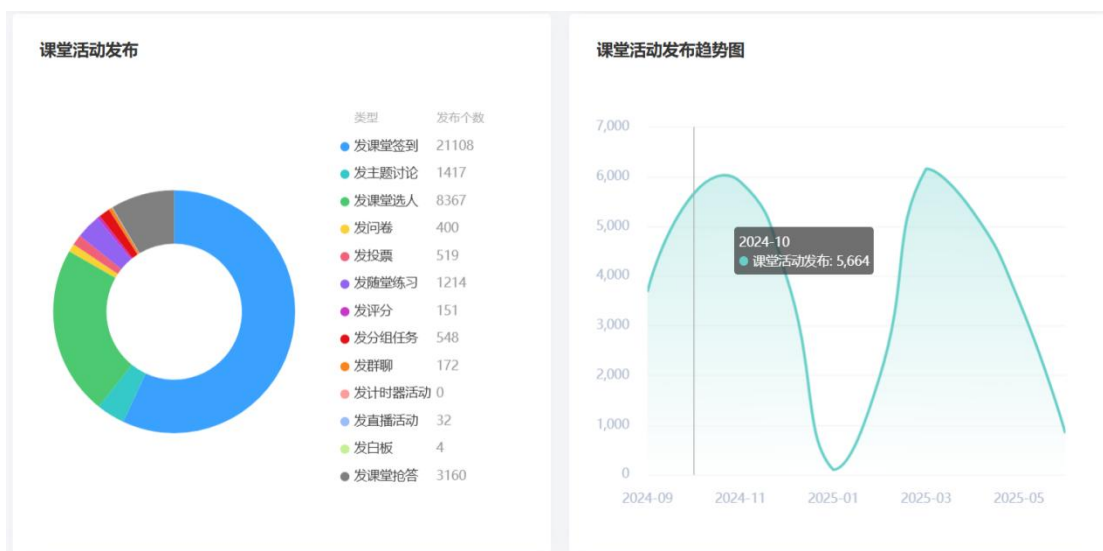 课堂活动发布
类型 发布个数
发课堂签到 21108
发主题讨论 1417
发课堂选人 8367
发问卷 400
发投票 519
发随堂练习 1214
发评分 151
发分组任务 548
发群聊 172
发计时器活动 0
发直播活动 32
发白板 4
发课堂抢答 3160
课堂活动发布趋势图
7,000
6,000
5,000
4,000
3,000
2,000
1,000
0
2024-10
课堂活动发布: 5,664
2024-09 2024-11 2025-01 2025-03 2025-05